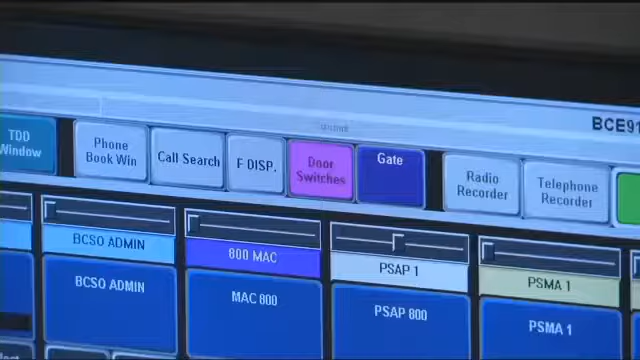 BCE91
TDD
Window
Phone
Book Win
Call Search
F DISP.
Door
Switches
Gate
Radio
Recorder
Telephone
Recorder
BCSO ADMIN
800 MAC
PSAP 1
PSMA 1
BCSO ADMIN
MAC 800
PSAP 800
PSMA 1